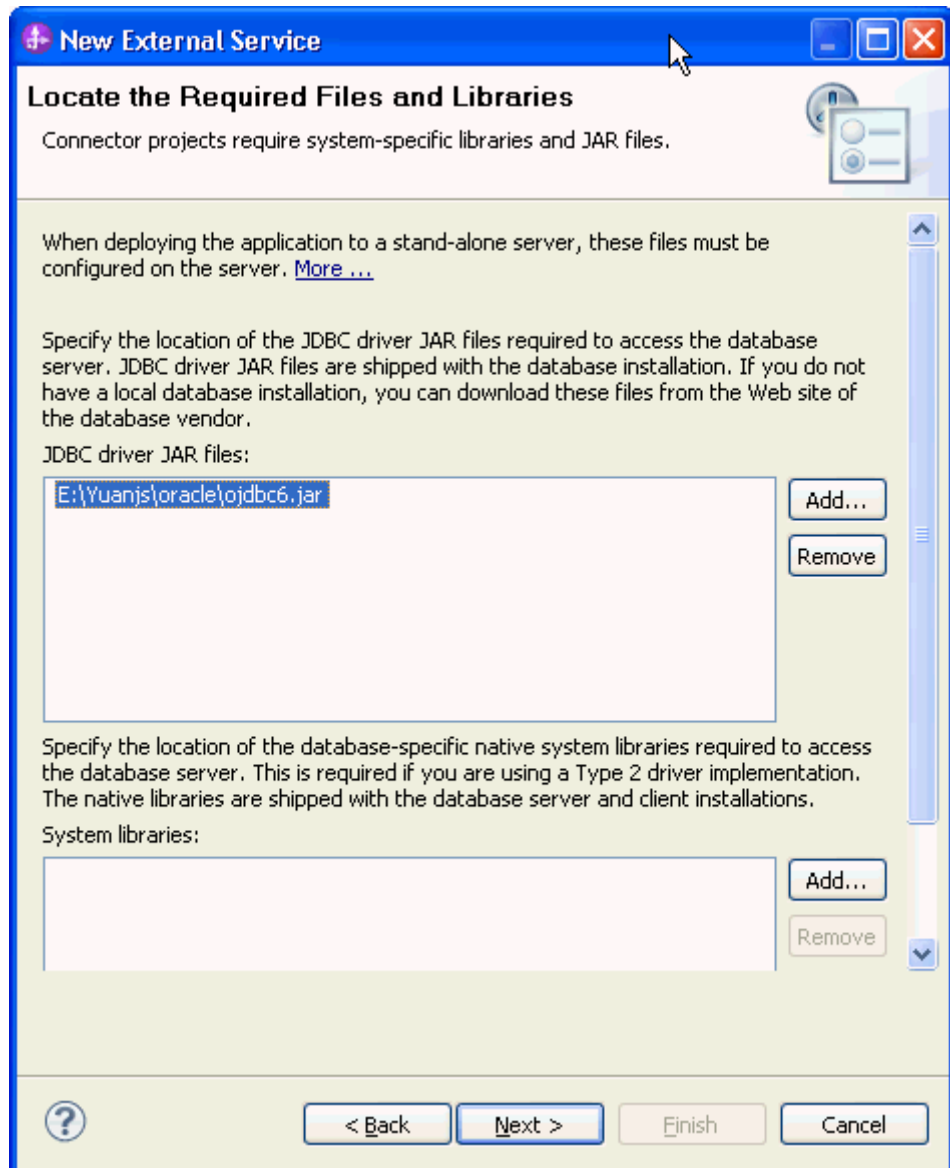 New External Service
Locate the Required Files and Libraries
Connector projects require system-specific libraries and JAR files.
When deploying the application to a stand-alone server, these files must be
configured on the server. More ...
Specify the location of the JDBC driver JAR files required to access the database
server. JDBC driver JAR files are shipped with the database installation. If you do not
have a local database installation, you can download these files from the Web site of
the database vendor.
JDBC driver JAR files:
E:\Yuanjs\oracle\ojdbc6.jar
Add...
Remove
Specify the location of the database-specific native system libraries required to access
the database server. This is required if you are using a Type 2 driver implementation.
The native libraries are shipped with the database server and client installations.
System libraries:
Add...
Remove
?
< Back
Next >
Finish
Cancel